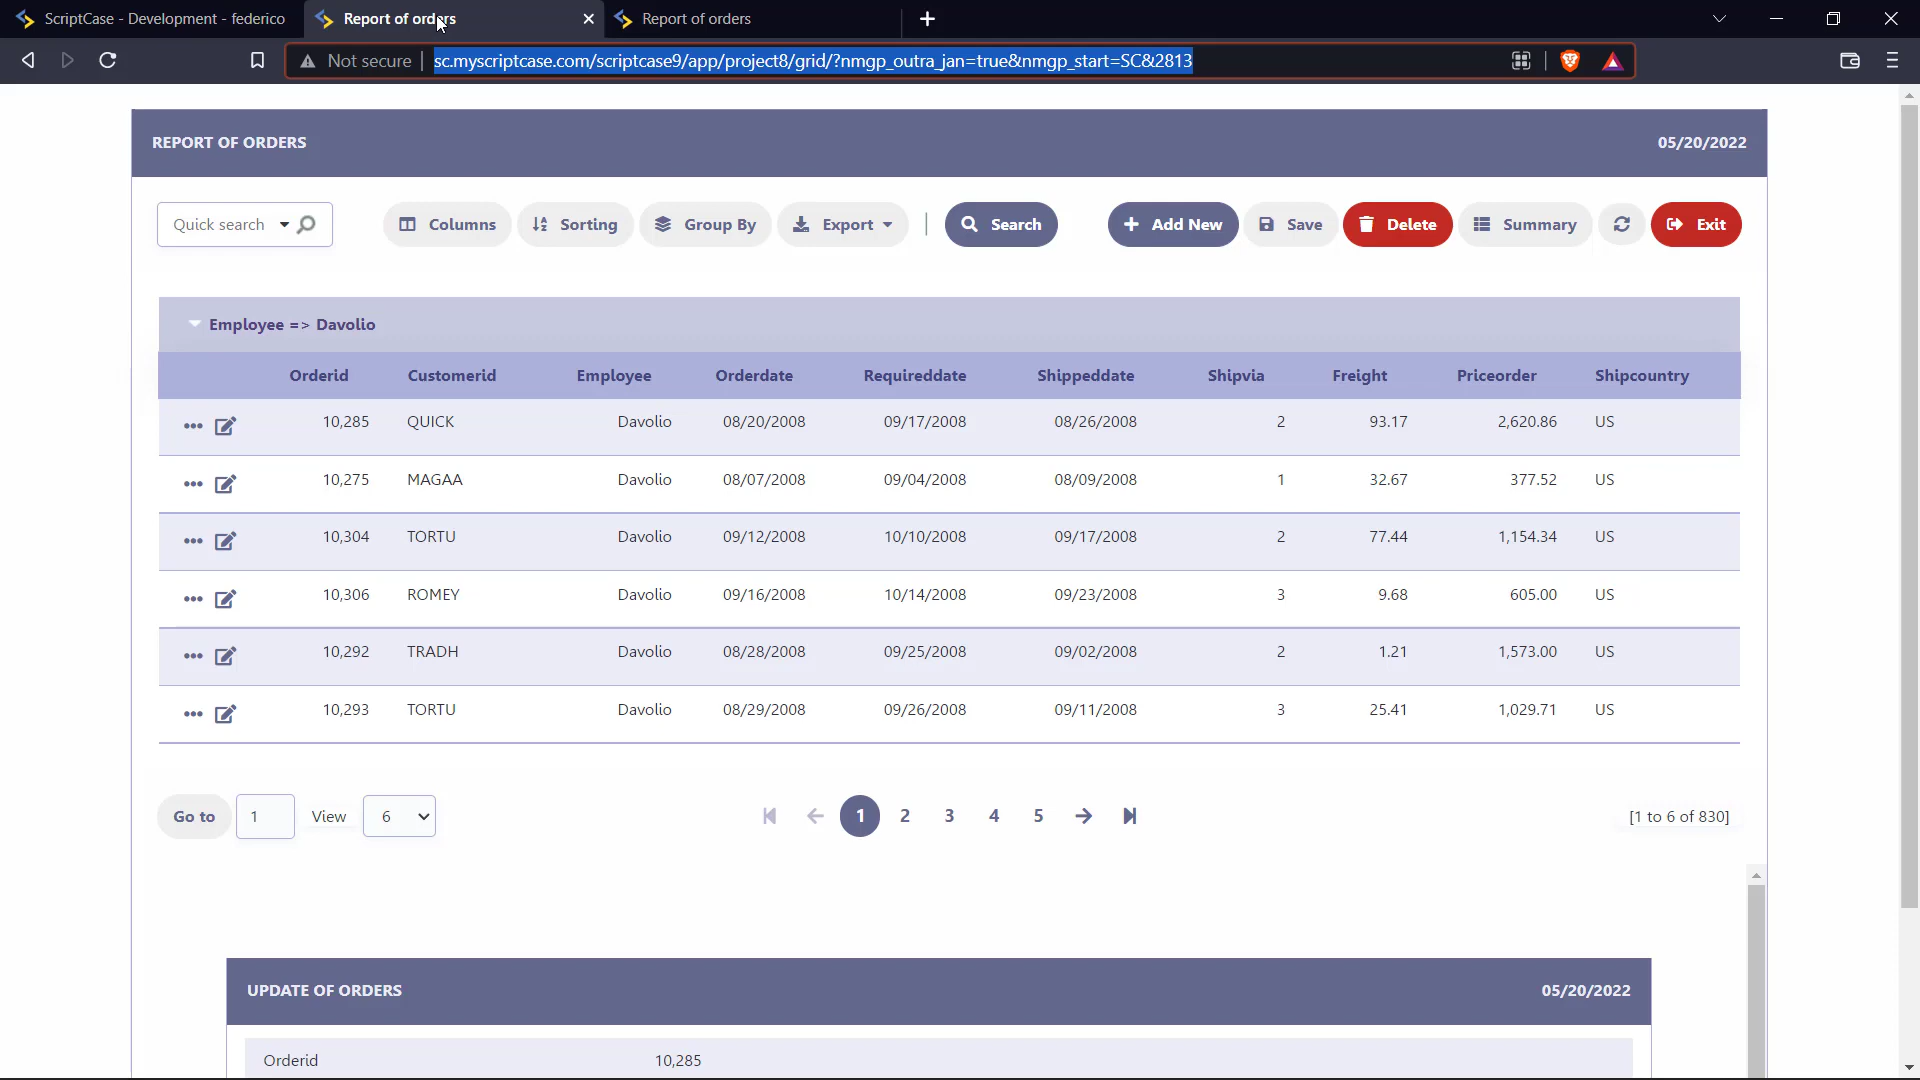 ScriptCase - Development - federico
Report of orders
Report of orders
Not secure
sc.myscriptcase.com/scriptcase9/app/project8/grid/?nmgp_outra_jan=true&nmgp_start=SC&2813
REPORT OF ORDERS 05/20/2022
Quick search Columns Sorting Group By Export Search Add New Save Delete Summary Exit
Employee => Davolio
Orderid Customerid Employee Orderdate Requireddate Shippeddate Shipvia Freight Priceorder Shipcountry
10,285 QUICK Davolio 08/20/2008 09/17/2008 08/26/2008 2 93.17 2,620.86 US
10,275 MAGAA Davolio 08/07/2008 09/04/2008 08/09/2008 1 32.67 377.52 US
10,304 TORTU Davolio 09/12/2008 10/10/2008 09/17/2008 2 77.44 1,154.34 US
10,306 ROMEY Davolio 09/16/2008 10/14/2008 09/23/2008 3 9.68 605.00 US
10,292 TRADH Davolio 08/28/2008 09/25/2008 09/02/2008 2 1.21 1,573.00 US
10,293 TORTU Davolio 08/29/2008 09/26/2008 09/11/2008 3 25.41 1,029.71 US
Go to 1 View 6 1 2 3 4 5 [1 to 6 of 830]
UPDATE OF ORDERS 05/20/2022
Orderid 10,285